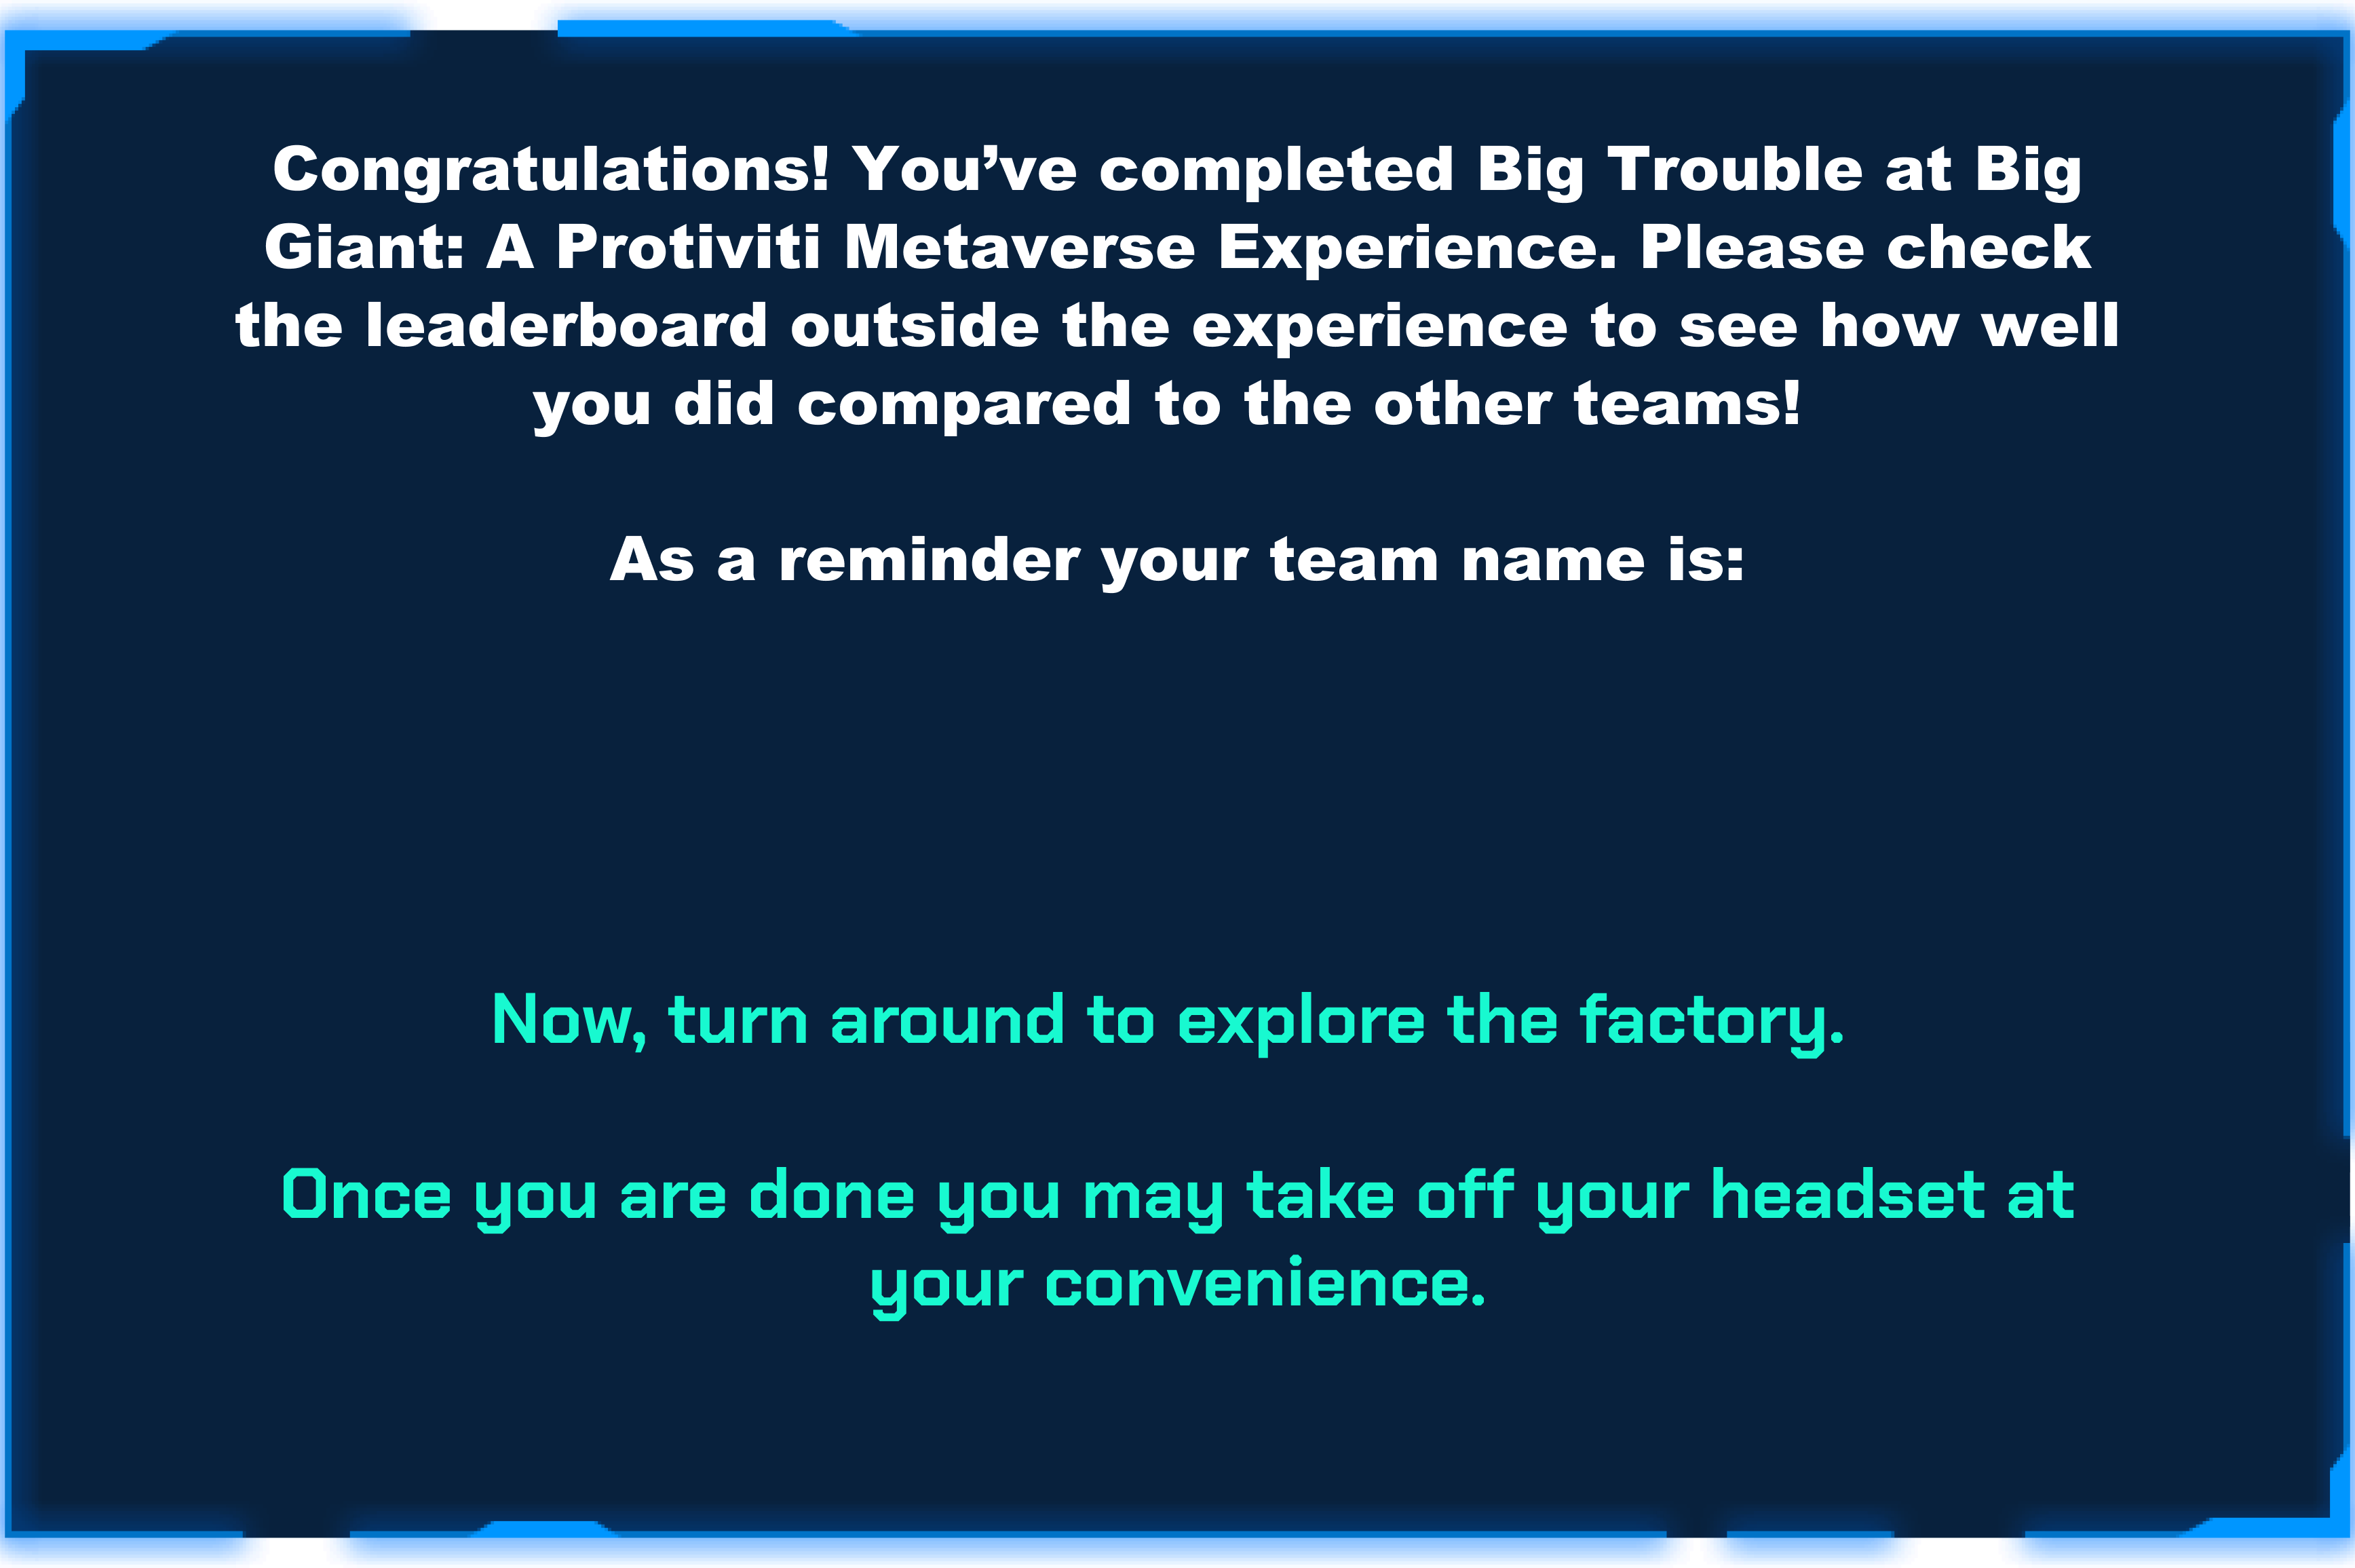 Congratulations! You’ve completed Big Trouble at Big
Giant: A Protiviti Metaverse Experience. Please check
the leaderboard outside the experience to see how well
you did compared to the other teams!
As a reminder your team name is:
Now, turn around to explore the factory.
Once you are done you may take off your headset at
your convenience.